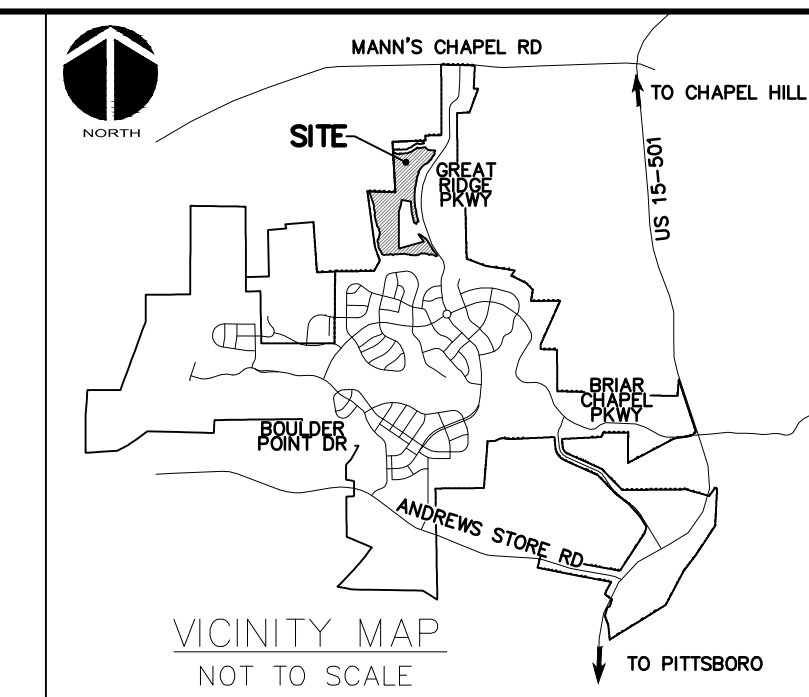 MANN'S CHAPEL RD
TO CHAPEL HILL
NORTH
SITE
GREAT
RIDGE
PKWY
US 15-501
BRIAR
CHAPEL
PKWY
BOULDER
POINT DR
ANDREWS STORE RD
VICINITY MAP
NOT TO SCALE
TO PITTSBORO